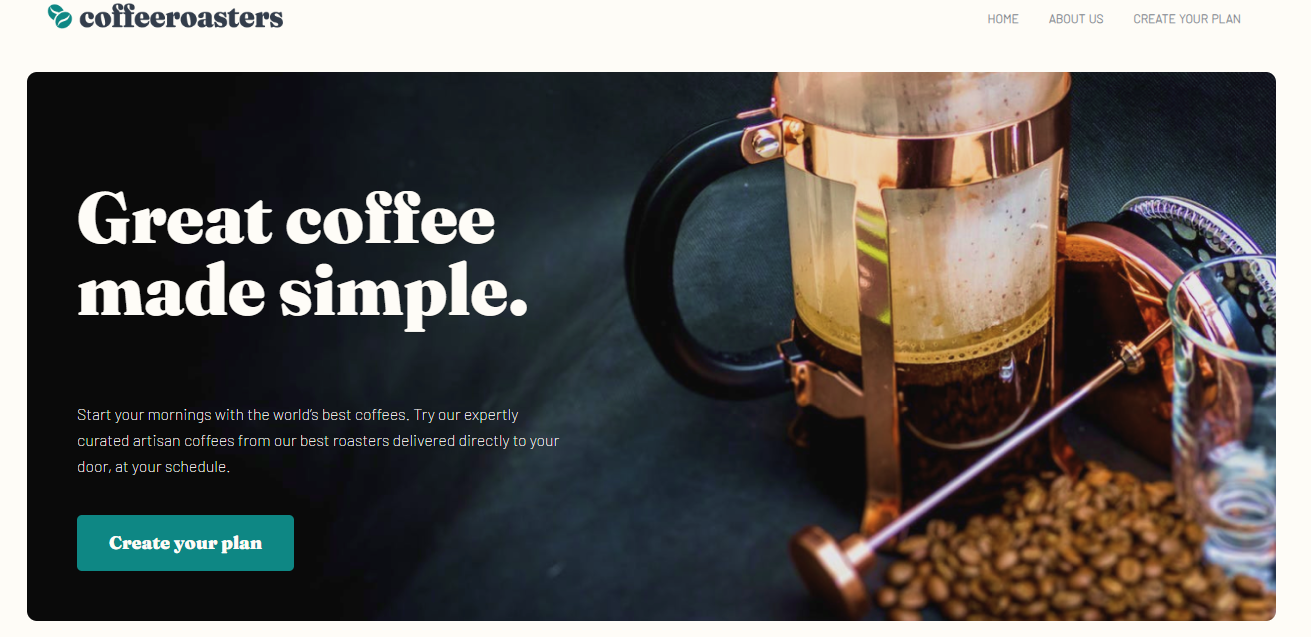 coffeeroasters
HOME
ABOUT US
CREATE YOUR PLAN
Great coffee
made simple.
Start your mornings with the world’s best coffees. Try our expertly
curated artisan coffees from our best roasters delivered directly to your
door, at your schedule.
Create your plan